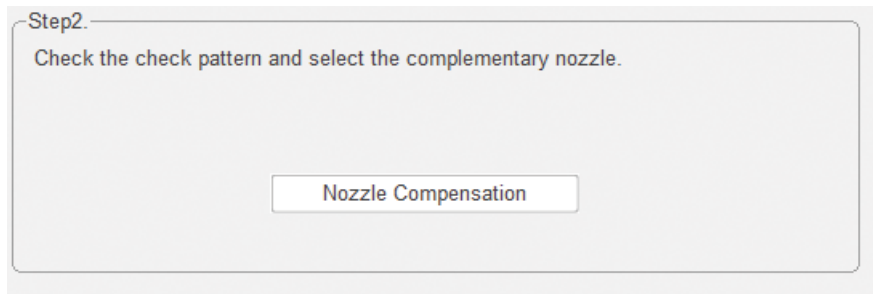 Step2.
Check the check pattern and select the complementary nozzle.
Nozzle Compensation